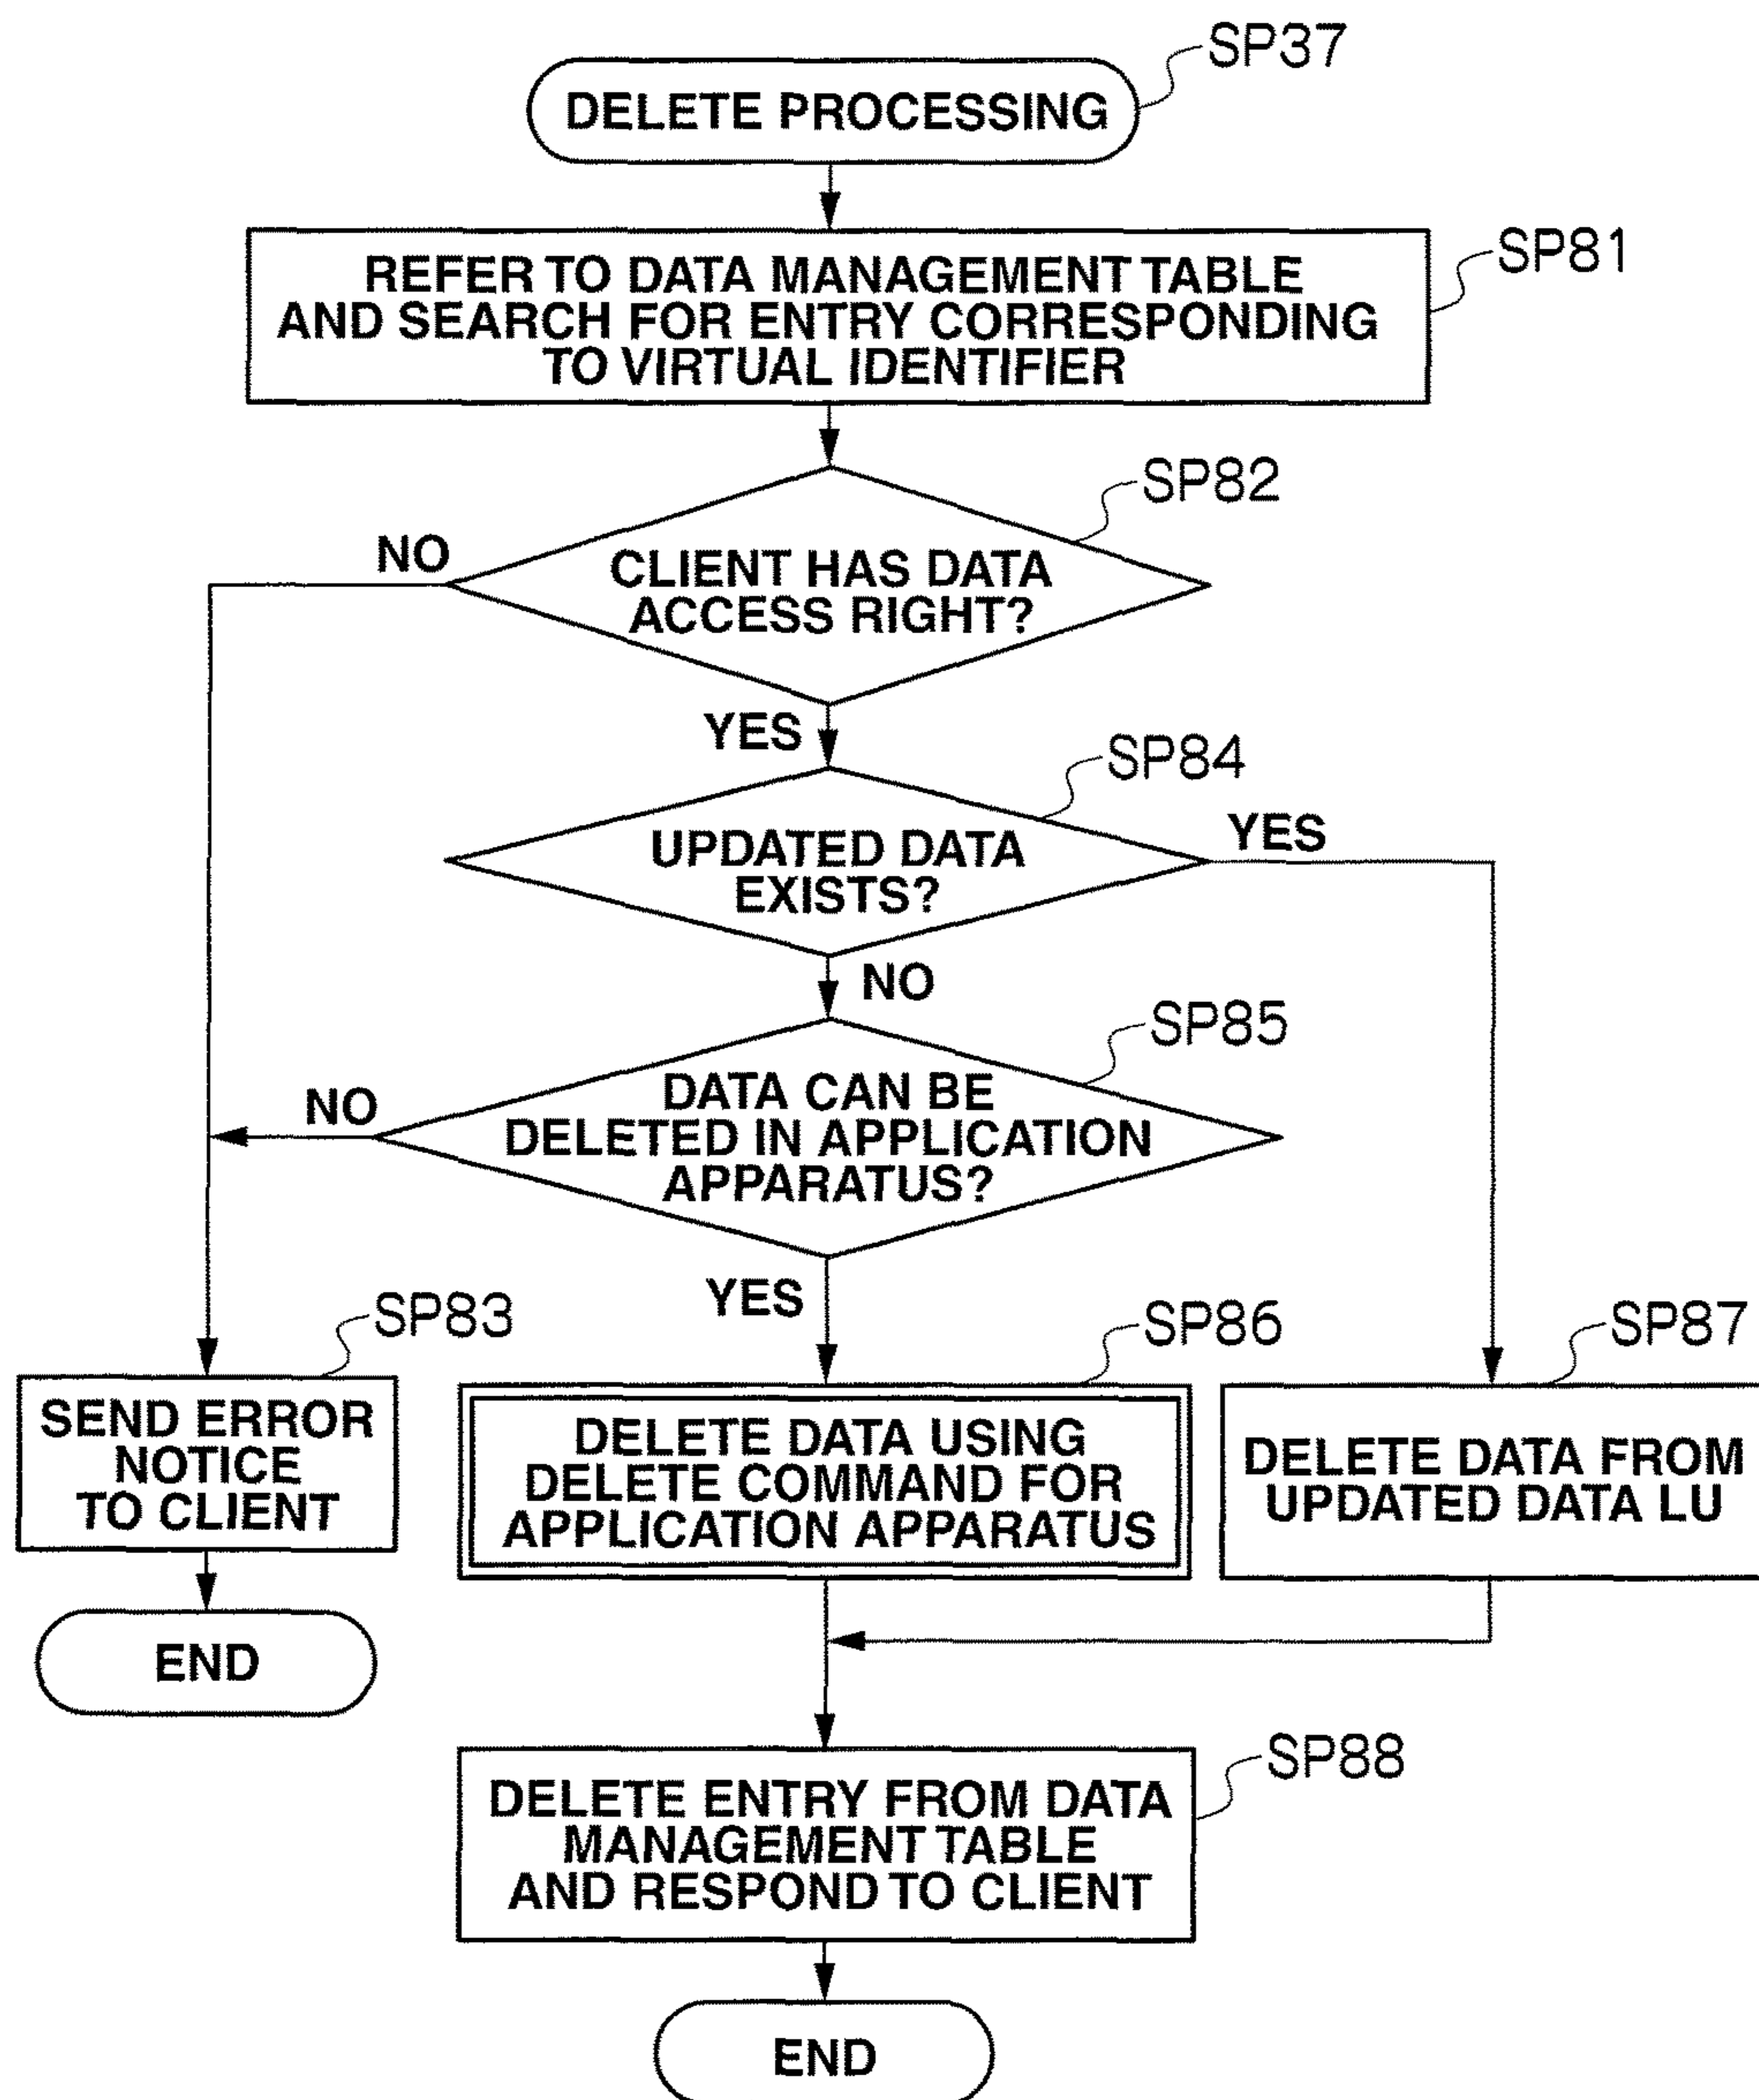 SP37
DELETE PROCESSING
SP81
REFER TO DATA MANAGEMENT TABLE
AND SEARCH FOR ENTRY CORRESPONDING
TO VIRTUAL IDENTIFIER
SP82
NO
CLIENT HAS DATA
ACCESS RIGHT?
YES
SP84
YES
UPDATED DATA
EXISTS?
NO
SP85
NO
DATA CAN BE
DELETED IN APPLICATION
APPARATUS?
YES
SP83
SEND ERROR
NOTICE
TO CLIENT
END
SP86
DELETE DATA USING
DELETE COMMAND FOR
APPLICATION APPARATUS
SP87
DELETE DATA FROM
UPDATED DATA LU
SP88
DELETE ENTRY FROM DATA
MANAGEMENT TABLE
AND RESPOND TO CLIENT
END